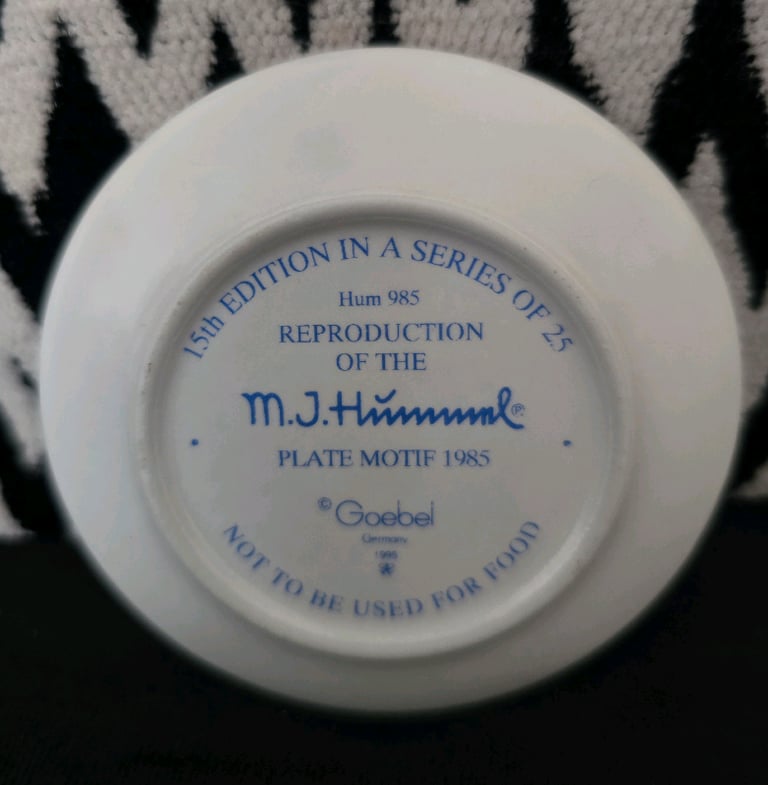 15th EDITION IN A SERIES OF 25
Hum 985
REPRODUCTION
OF THE
M.J.Hummel ®
PLATE MOTIF 1985
© Goebel
Germany
1995
NOT TO BE USED FOR FOOD